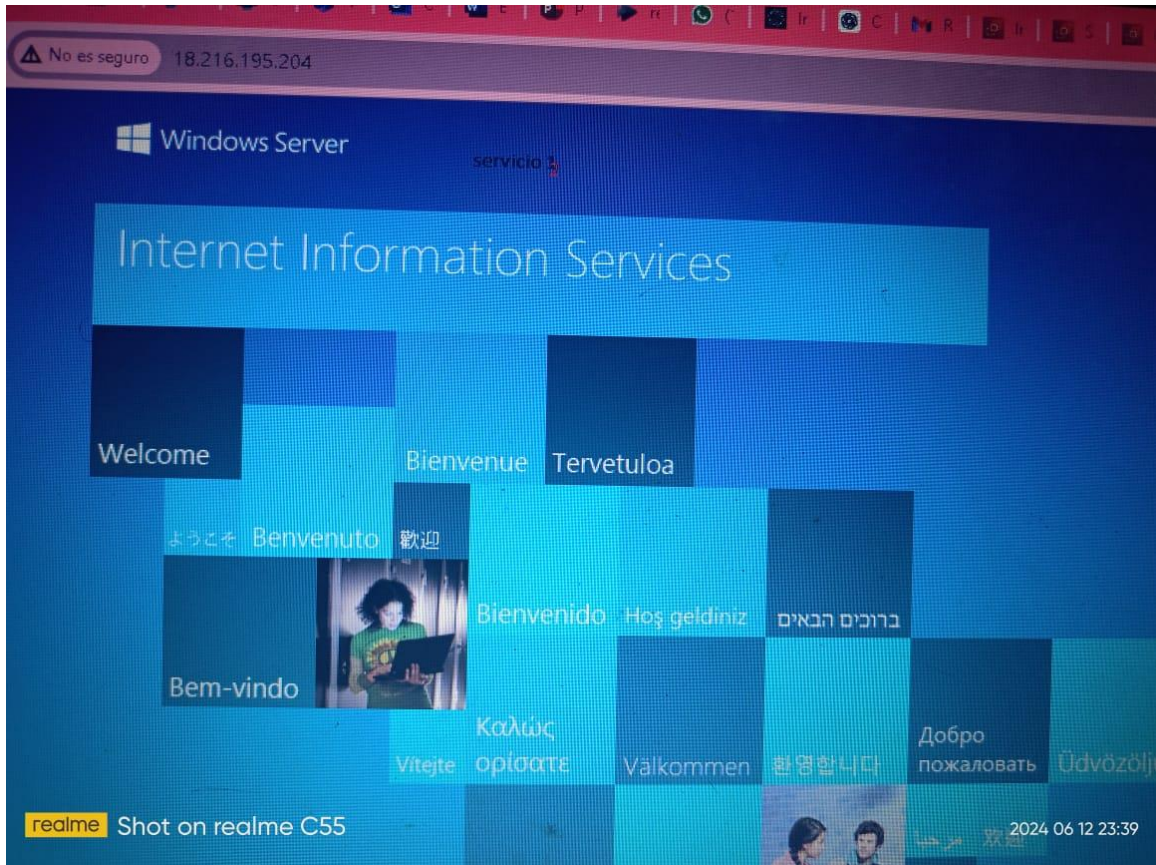 No es seguro
18.216.195.204
Windows Server
servicio
Internet Information Services
Welcome
Bienvenue
Tervetuloa
ようこそ
Benvenuto
歡迎
Bienvenido
Hoş geldiniz
ברוכים הבאים
Bem-vindo
Vítejte
Καλώς
ορίσατε
Välkommen
환영합니다
Добро
пожаловать
مرحبا
realme
Shot on realme C55
2024 06 12 23:39